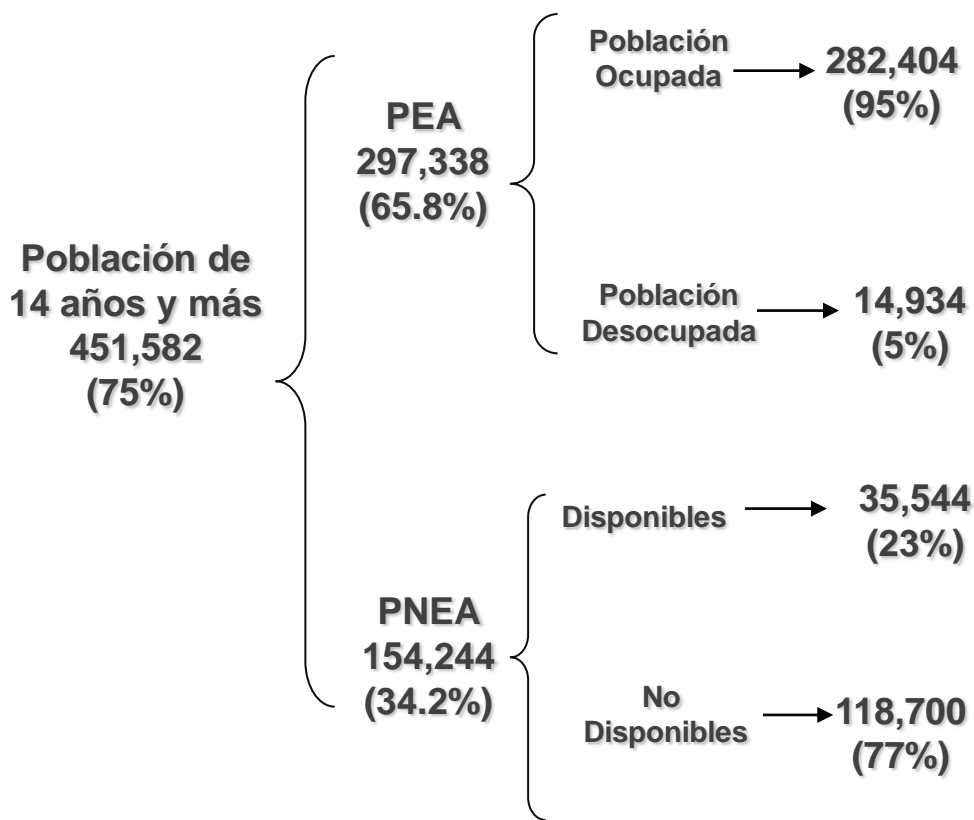 Población de
14 años y más
451,582
(75%)
PEA
297,338
(65.8%)
Población
Ocupada
282,404
(95%)
Población
Desocupada
14,934
(5%)
PNEA
154,244
(34.2%)
Disponibles
35,544
(23%)
No
Disponibles
118,700
(77%)